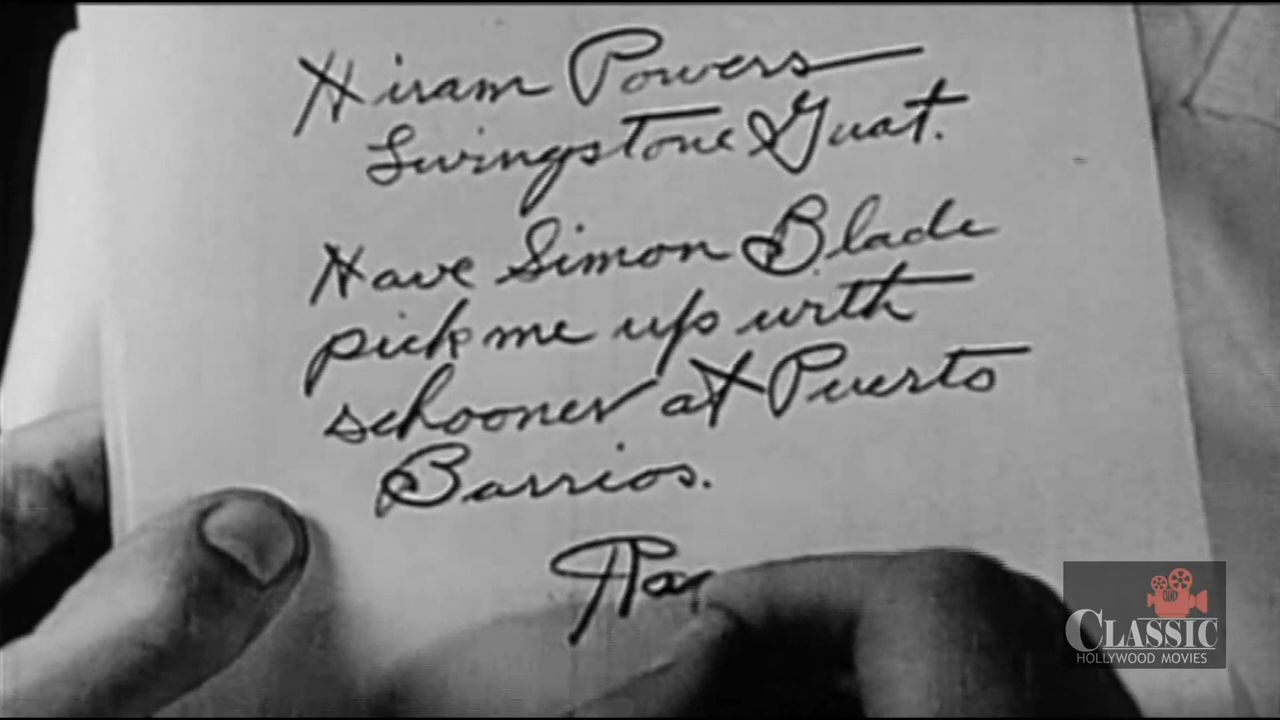 Hiram Powers
Livingstone Guat.
Have Simon Blade
pick me up with
schooner at Puerto
Barrios.
CLASSIC
HOLLYWOOD MOVIES